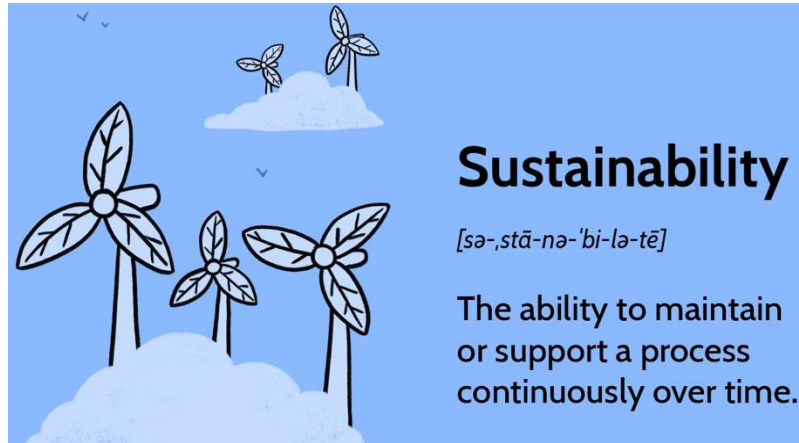 Sustainability
[sə-ˌstā-nə-ˈbi-lə-tē]
The ability to maintain
or support a process
continuously over time.